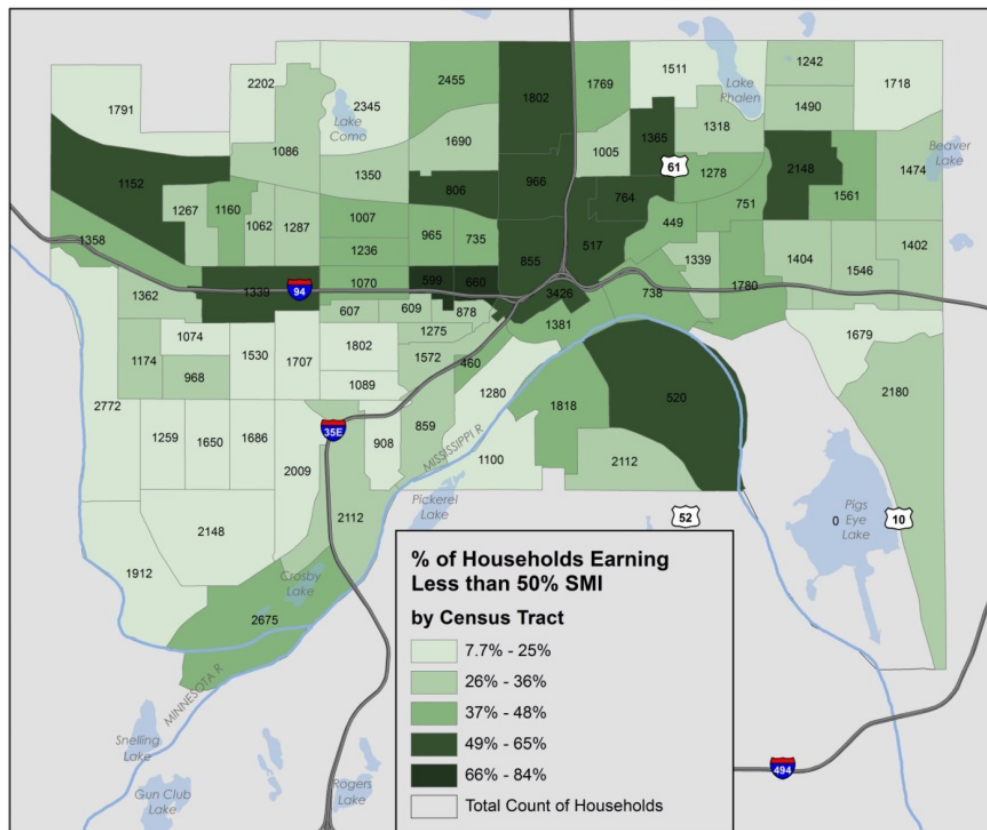 1242
2202
2455
1769
1511
1718
1791
2345
1802
Lake
Phalen
1490
Lake
Como
1365
1318
1086
1690
1005
61
Beaver
Lake
1350
966
1278
2148
1474
1152
806
764
1561
1267
1160
1007
751
1062
1287
965
735
449
517
1358
1236
855
1339
1404
1546
1402
1362
1339
94
1070
599
660
3426
738
1780
607
609
878
1074
1275
1381
1679
1174
1530
1707
1802
1572
460
968
1089
1280
2180
2772
1818
520
1259
1650
1686
35E
908
859
2009
MISSISSIPPI R
1100
2112
Pickerel
Lake
2112
52
0
Pigs
Eye
Lake
10
2148
1912
Crosby
Lake
2675
MINNESOTA R
Snelling
Lake
Gun Club
Lake
Rogers
Lake
494
% of Households Earning
Less than 50% SMI
by Census Tract
7.7% - 25%
26% - 36%
37% - 48%
49% - 65%
66% - 84%
Total Count of Households